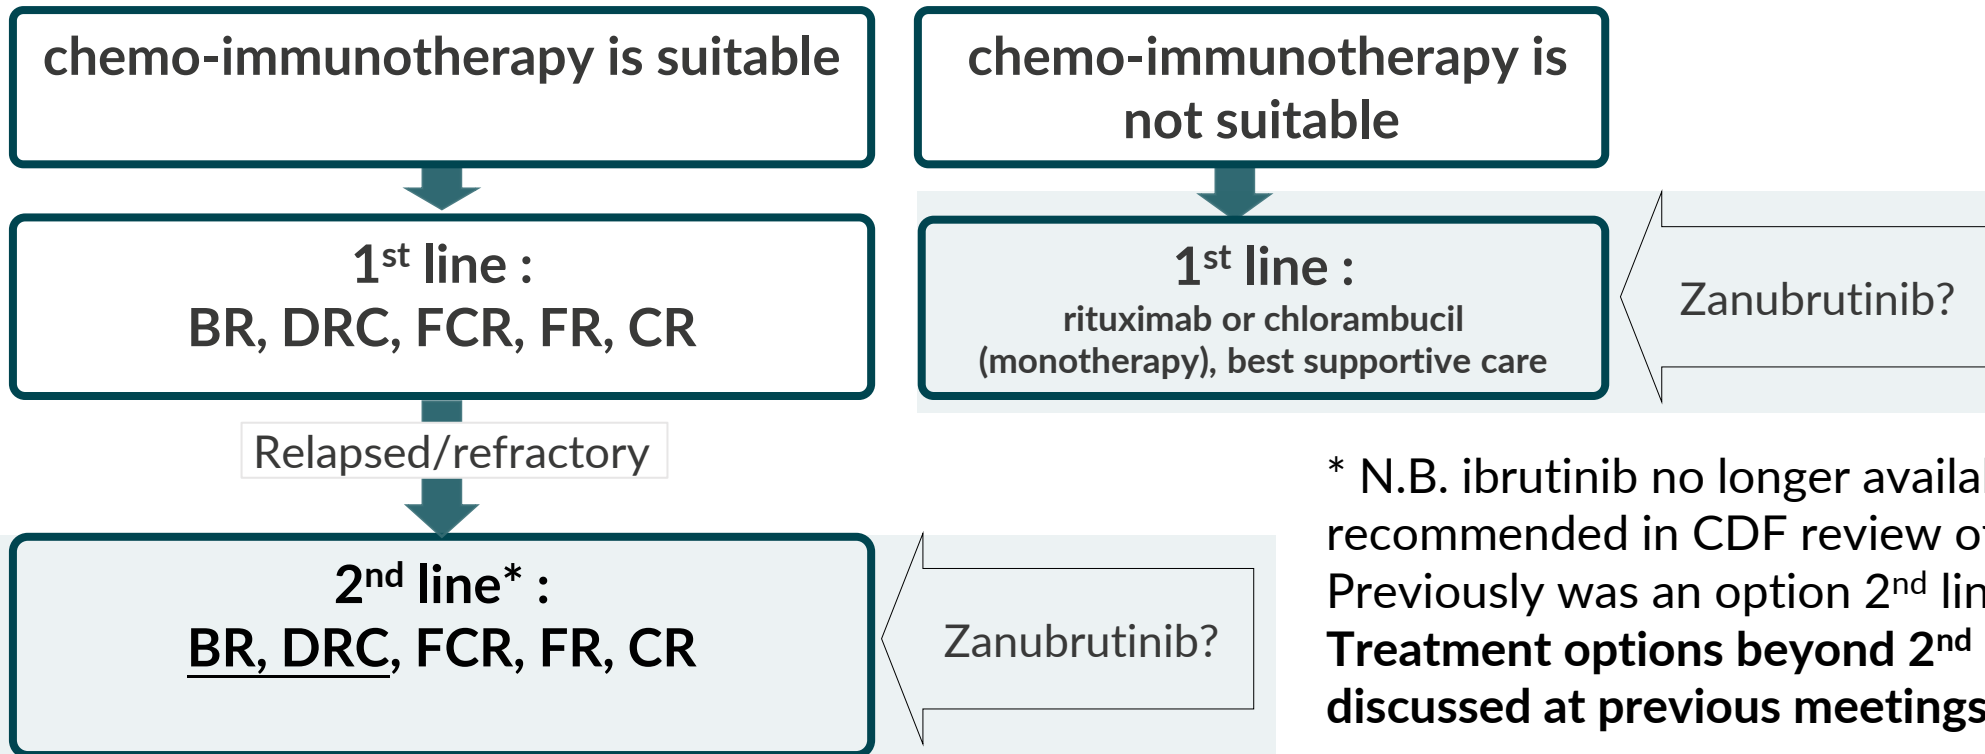 chemo-immunotherapy is suitable
chemo-immunotherapy is
not suitable
1st line :
BR, DRC, FCR, FR, CR
1st line :
rituximab or chlorambucil
(monotherapy), best supportive care
Zanubrutinib?
Relapsed/refractory
2nd line* :
BR, DRC, FCR, FR, CR
Zanubrutinib?
* N.B. ibrutinib no longer
recommended in CDF review
Previously was an option 2nd
Treatment options beyond 2nd
discussed at previous meetings